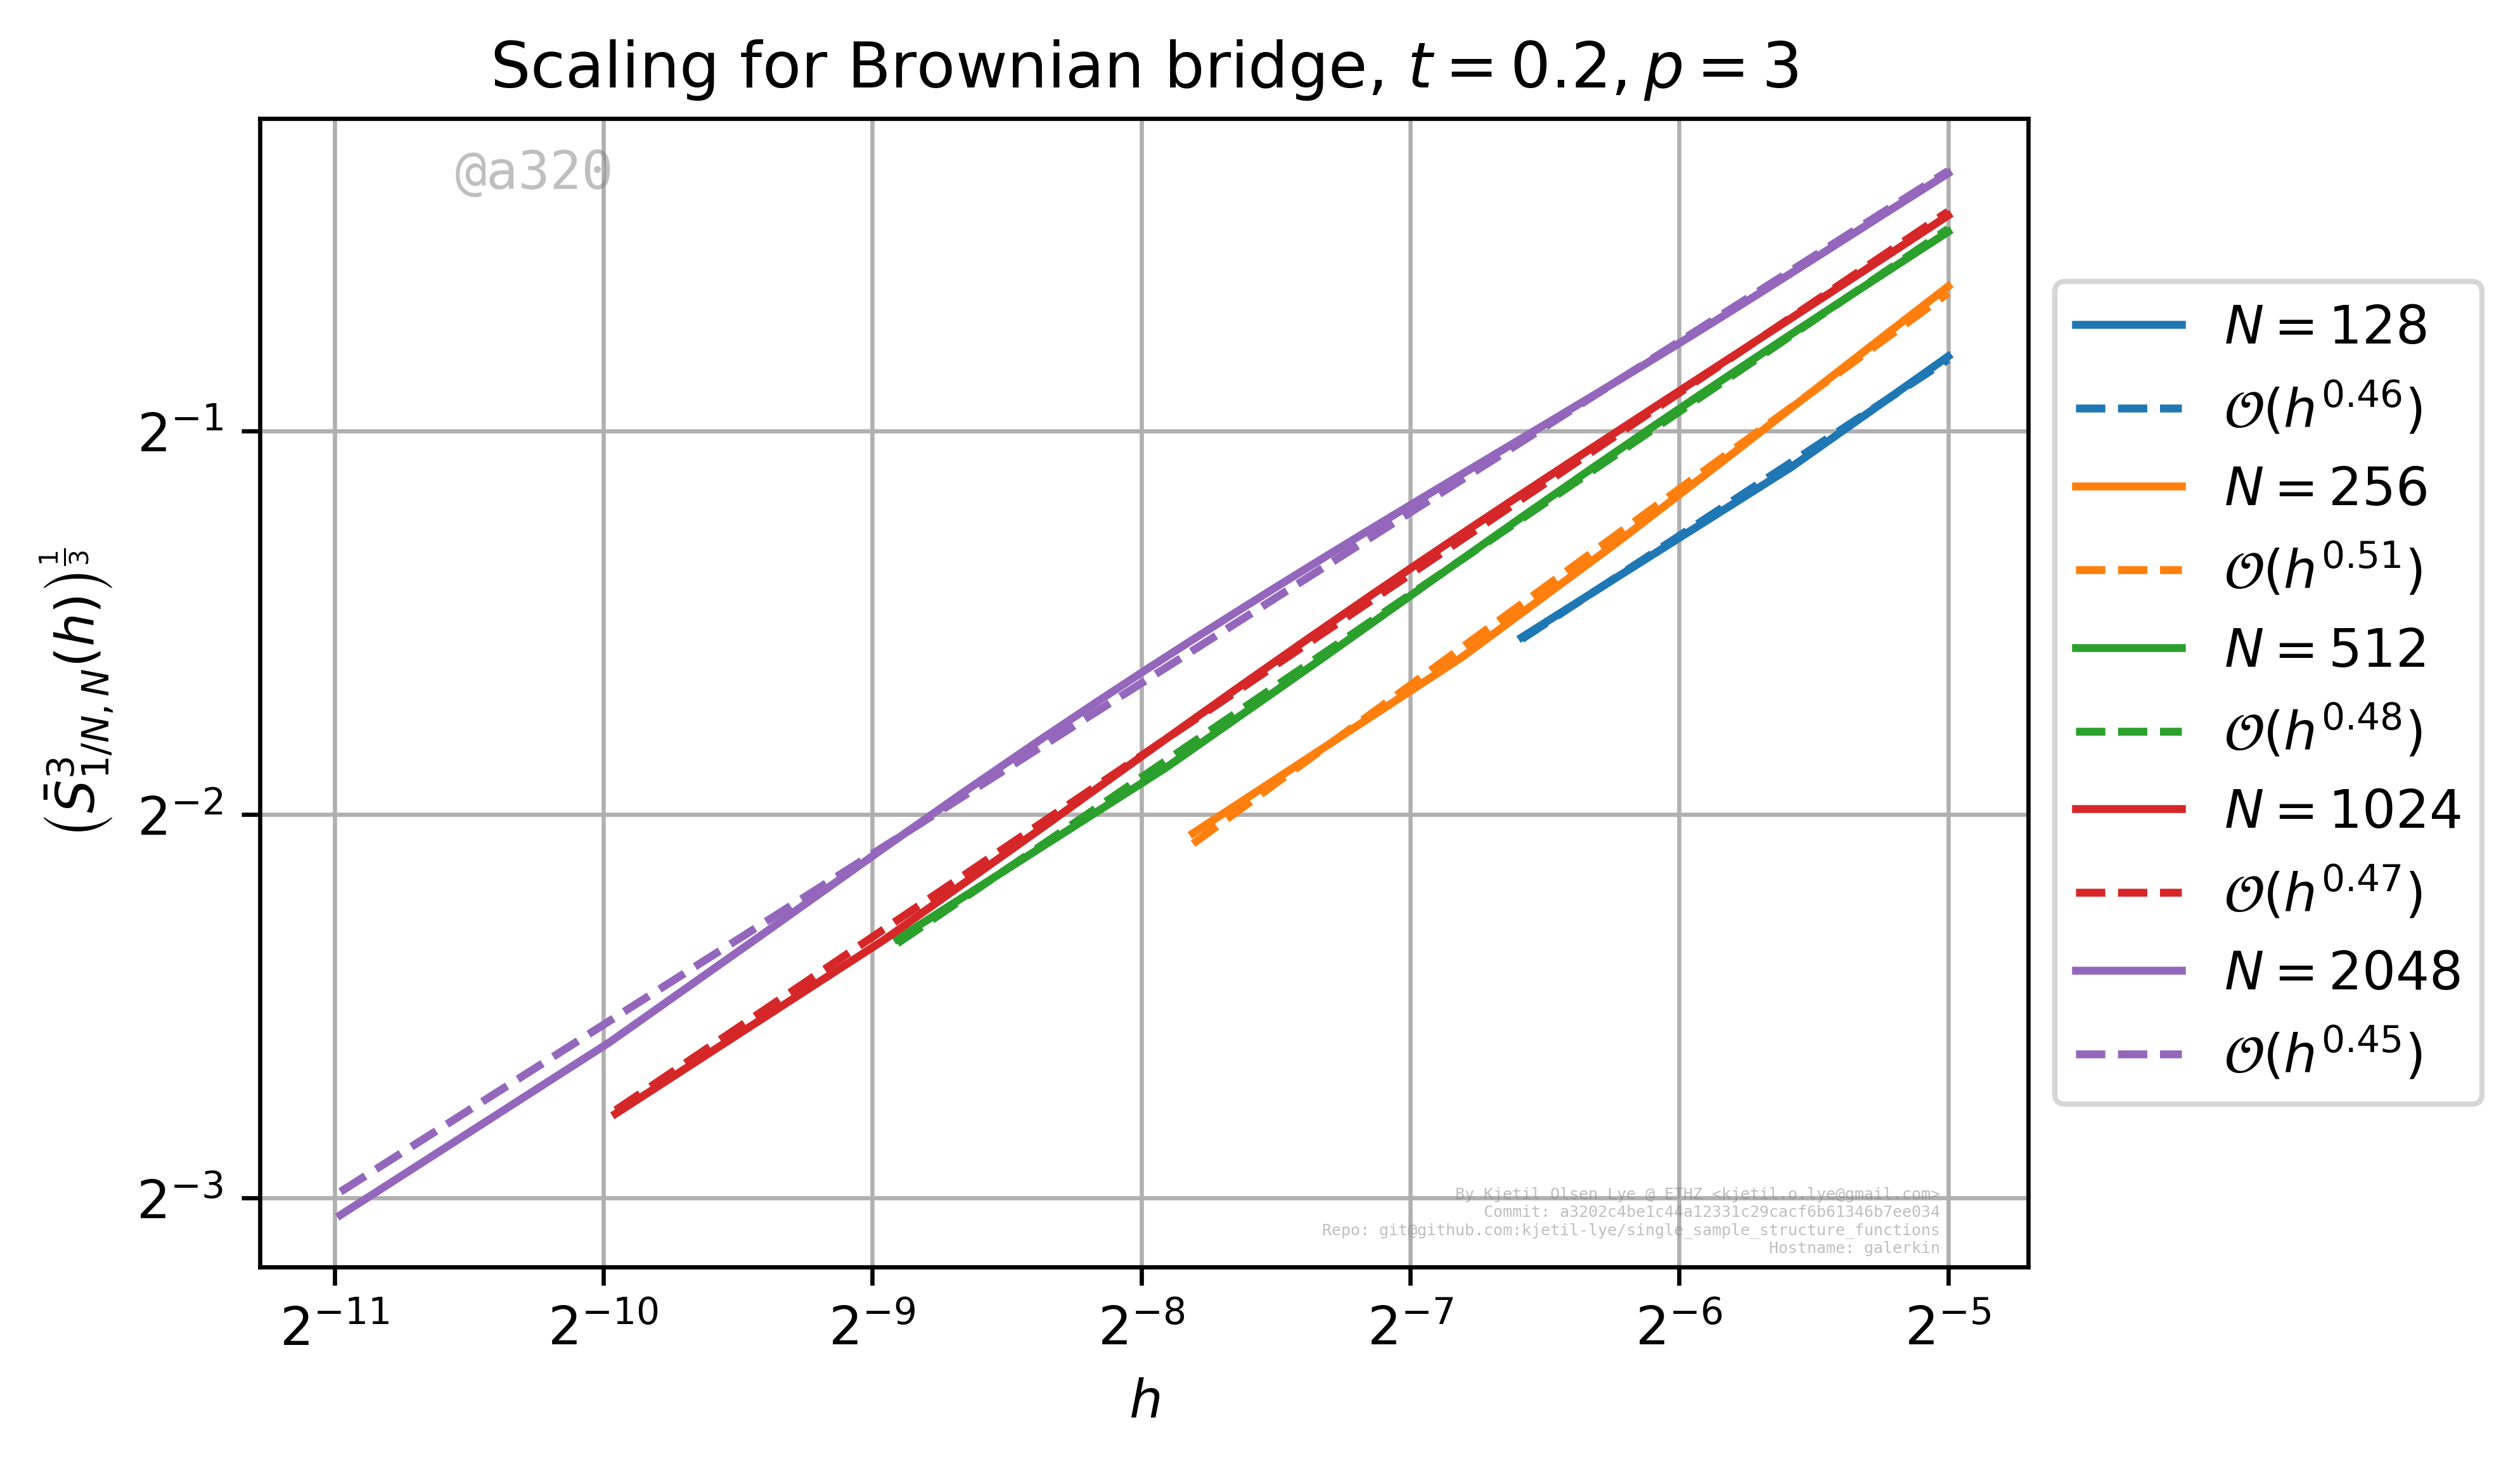 Scaling for Brownian bridge, t = 0.2, p = 3
@a320
(S̄³₁/N, N(h))^(1/3)
2⁻¹
2⁻²
2⁻³
2⁻¹¹
2⁻¹⁰
2⁻⁹
2⁻⁸
2⁻⁷
2⁻⁶
2⁻⁵
h
N = 128
𝒪(h^0.46)
N = 256
𝒪(h^0.51)
N = 512
𝒪(h^0.48)
N = 1024
𝒪(h^0.47)
N = 2048
𝒪(h^0.45)
By Kjetil Olsen Lye @ ETHZ <kjetil.o.lye@gmail.com>
Commit: a3202c4be1c44a12331c29cacf6b61346b7ee034
Repo: git@github.com:kjetil-lye/single_sample_structure_functions
Hostname: galerkin